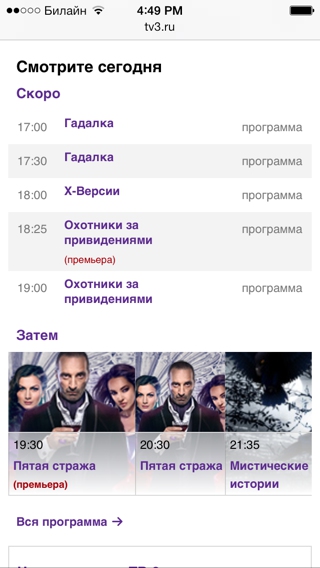 Билайн 4:49 PM
tv3.ru
Смотрите сегодня
Скоро
17:00 Гадалка программа
17:30 Гадалка программа
18:00 Х-Версии программа
18:25 Охотники за программа
привидениями
(премьера)
19:00 Охотники за программа
привидениями
Затем
19:30 20:30 21:35
Пятая стража Пятая стража Мистические
(премьера) истории
Вся программа →